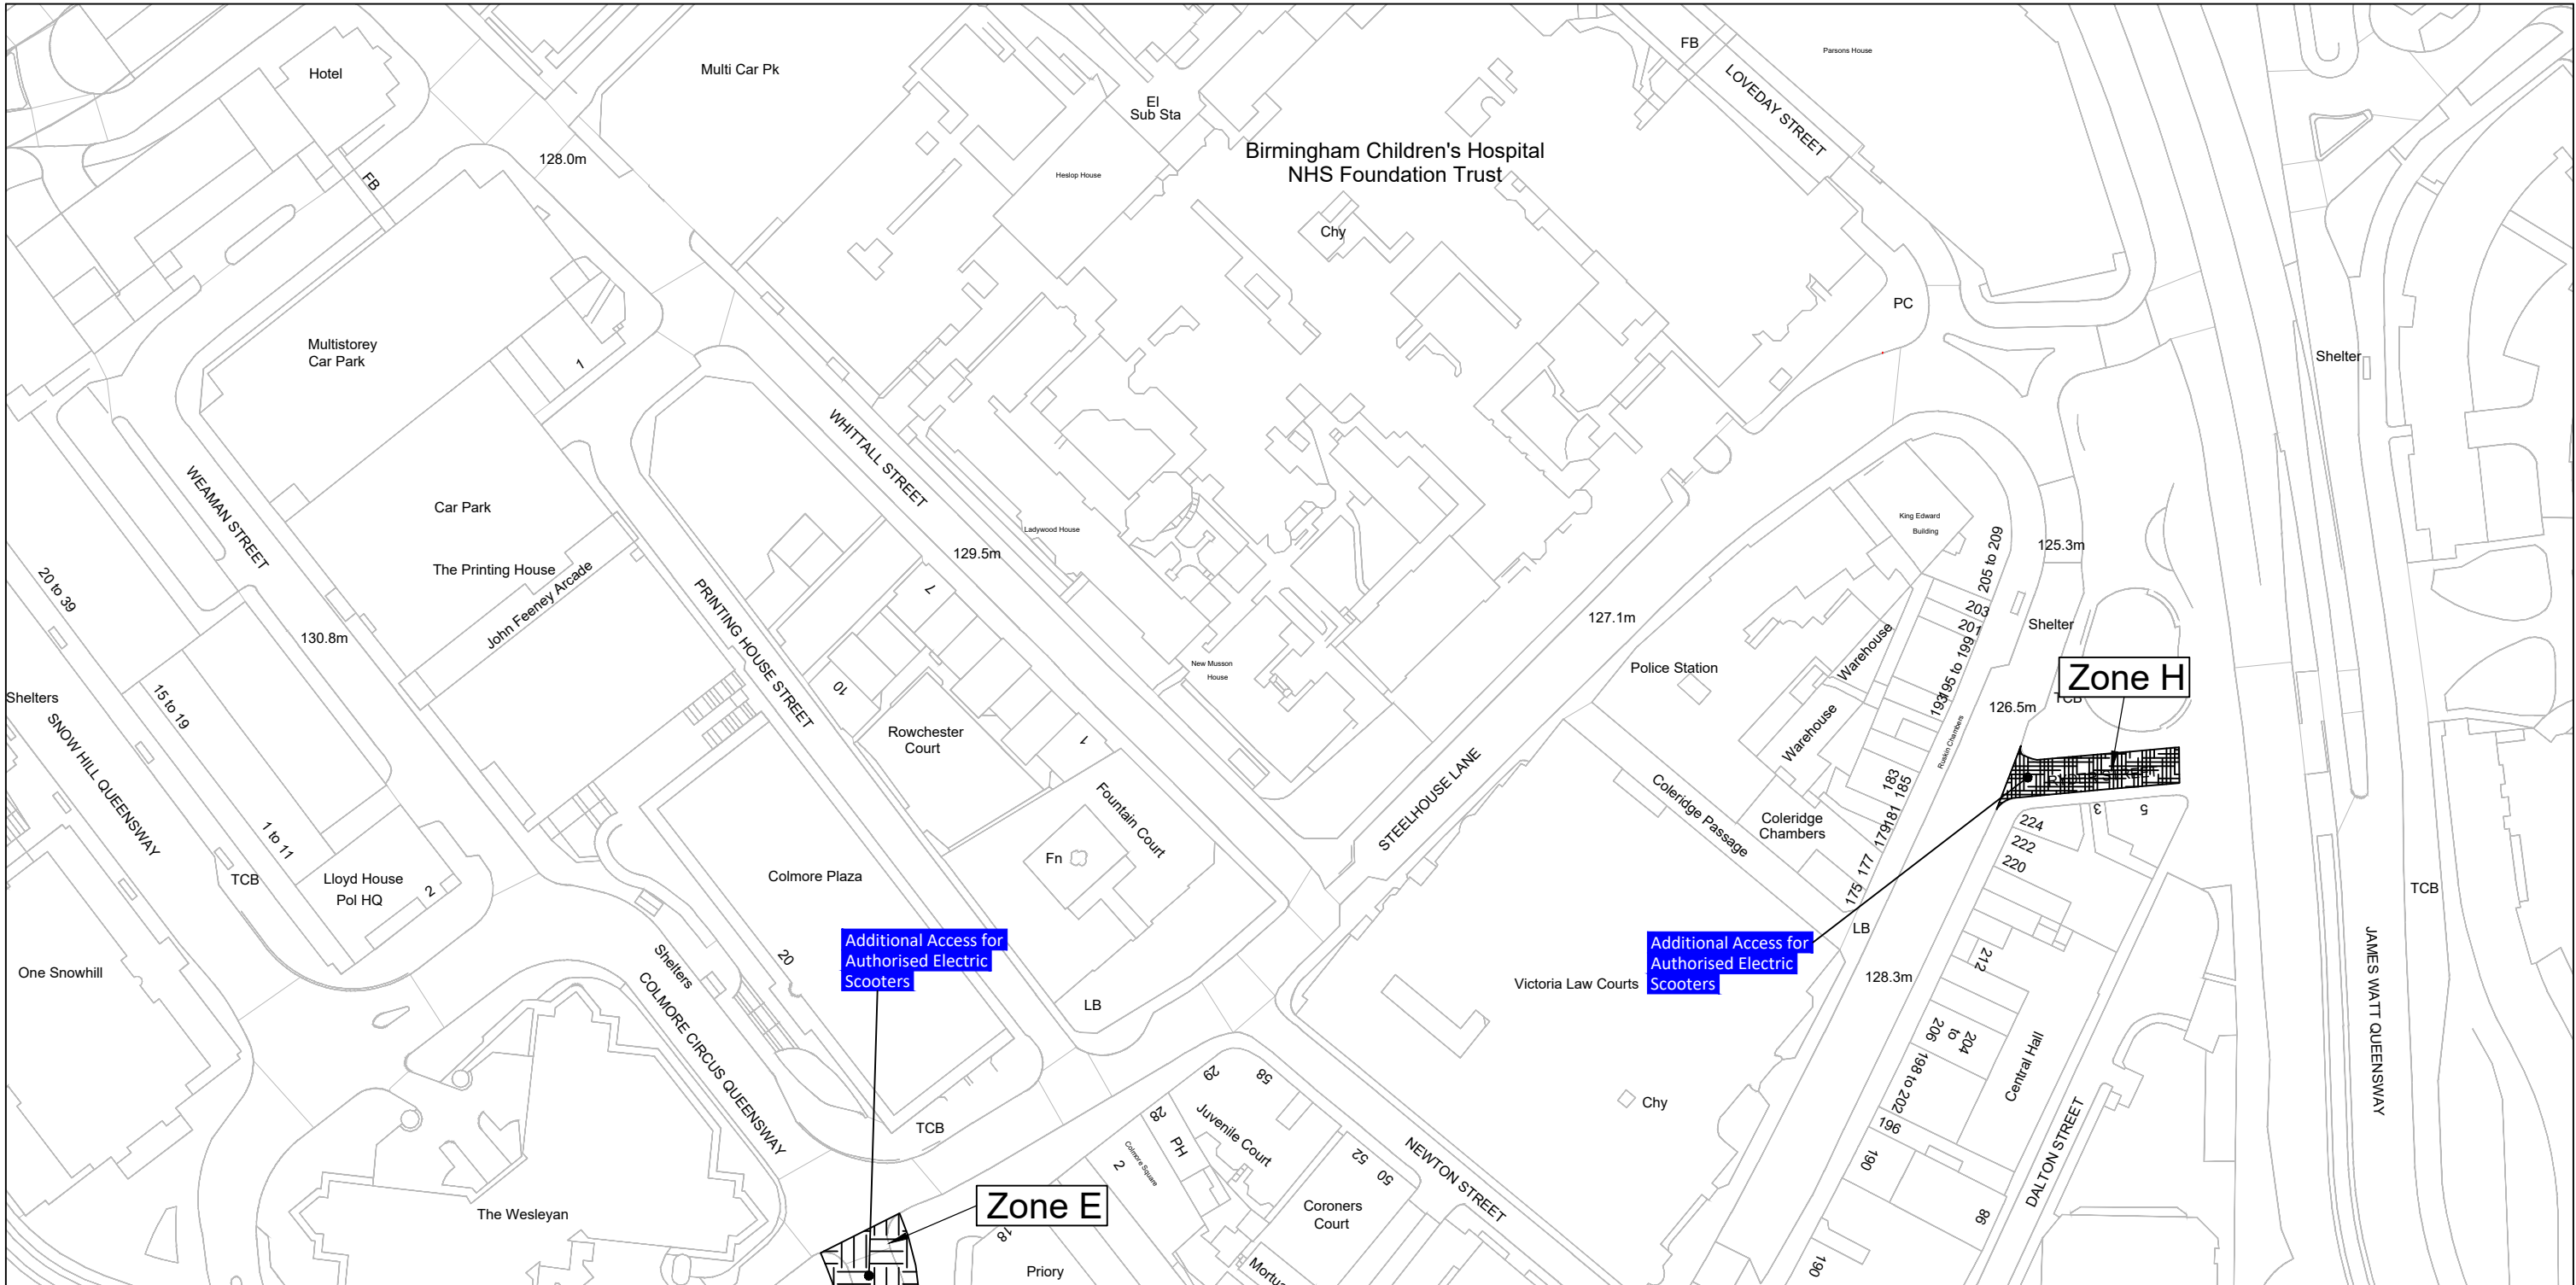 Hotel
Multi Car Pk
FB
Parsons House
LOVEDAY STREET
El
Sub Sta
128.0m
Birmingham Children's Hospital
NHS Foundation Trust
Heslop House
FB
Chy
PC
Multistorey
Car Park
1
Shelter
WHITTALL STREET
WEAMAN STREET
Car Park
Ladywood House
King Edward
Building
129.5m
125.3m
205 to 209
The Printing House
John Feeney Arcade
20 to 39
7
PRINTING HOUSE STREET
203
201
127.1m
Shelter
130.8m
Warehouse
195 to 199
New Musson
House
Police Station
Zone H
10
Shelters
15 to 19
SNOW HILL QUEENSWAY
193
126.5m
TCB
Rowchester
Court
1
Warehouse
Ruskin Chambers
STEELHOUSE LANE
183
185
Coleridge Passage
Fountain Court
181
179
Coleridge
Chambers
3
5
224
222
220
1 to 11
Fn
177
175
TCB
Lloyd House
Pol HQ
2
Colmore Plaza
TCB
LB
Additional Access for
Authorised Electric
Scooters
Additional Access for
Authorised Electric
Scooters
One Snowhill
Shelters
20
212
128.3m
Victoria Law Courts
LB
COLMORE CIRCUS QUEENSWAY
JAMES WATT QUEENSWAY
206
to
204
Central Hall
29
58
198 to 202
Chy
28
TCB
Juvenile Court
PH
196
Colmore Square
2
52
50
NEWTON STREET
190
DALTON STREET
Zone E
The Wesleyan
Coroners
Court
86
18
Priory
190